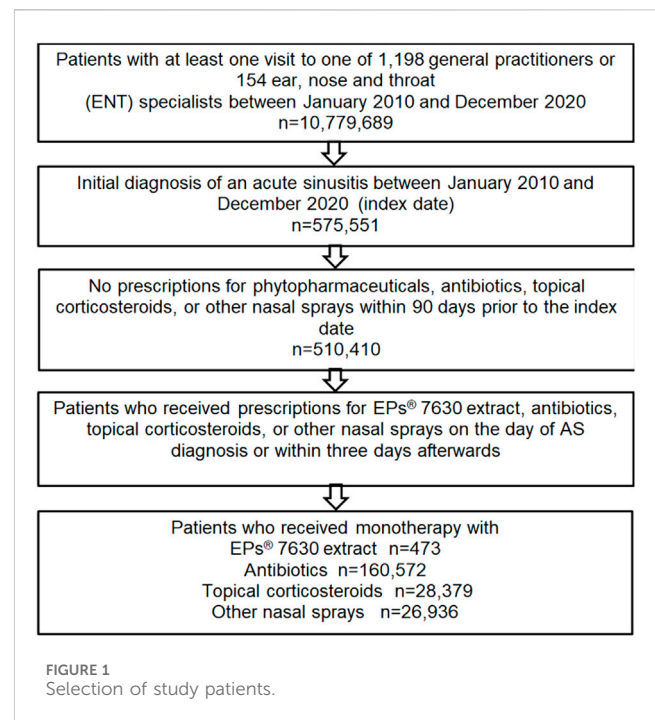 Patients with at least one visit to one of 1,198 general practitioners or
154 ear, nose and throat
(ENT) specialists between January 2010 and December 2020
n=10,779,689
Initial diagnosis of an acute sinusitis between January 2010 and
December 2020 (index date)
n=575,551
No prescriptions for phytopharmaceuticals, antibiotics, topical
corticosteroids, or other nasal sprays within 90 days prior to the index
date
n=510,410
Patients who received prescriptions for EPs® 7630 extract, antibiotics,
topical corticosteroids, or other nasal sprays on the day of AS
diagnosis or within three days afterwards
Patients who received monotherapy with
EPs® 7630 extract n=473
Antibiotics n=160,572
Topical corticosteroids n=28,379
Other nasal sprays n=26,936
FIGURE 1
Selection of study patients.